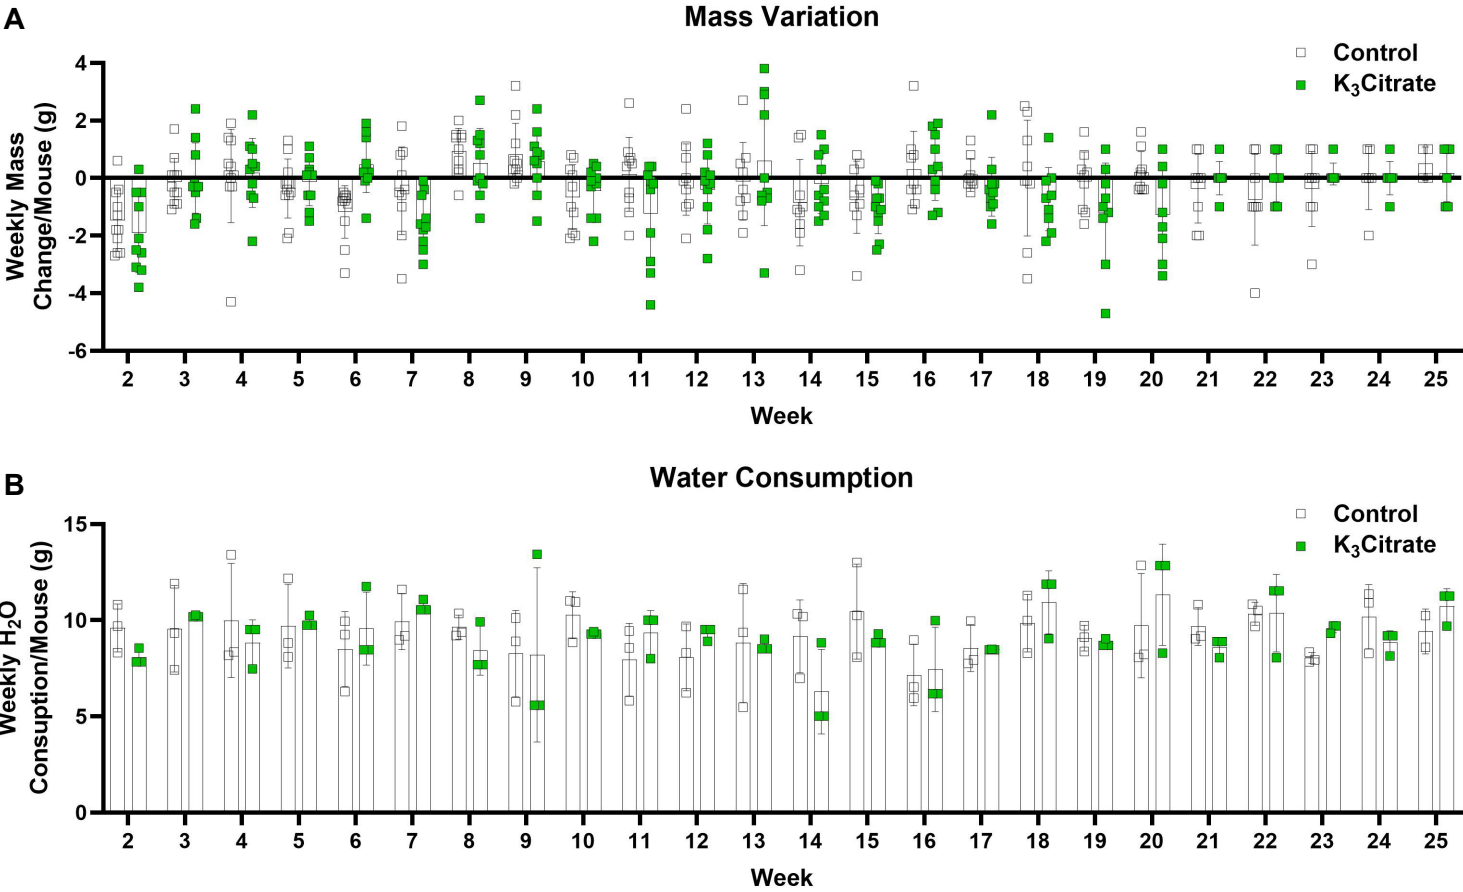 A
Mass Variation
Weekly Mass
Change/Mouse (g)
Control
K₃Citrate
4
2
0
-2
-4
-6
2 3 4 5 6 7 8 9 10 11 12 13 14 15 16 17 18 19 20 21 22 23 24 25
Week
B
Water Consumption
Weekly H₂O
Consuption/Mouse (g)
Control
K₃Citrate
15
10
5
0
2 3 4 5 6 7 8 9 10 11 12 13 14 15 16 17 18 19 20 21 22 23 24 25
Week